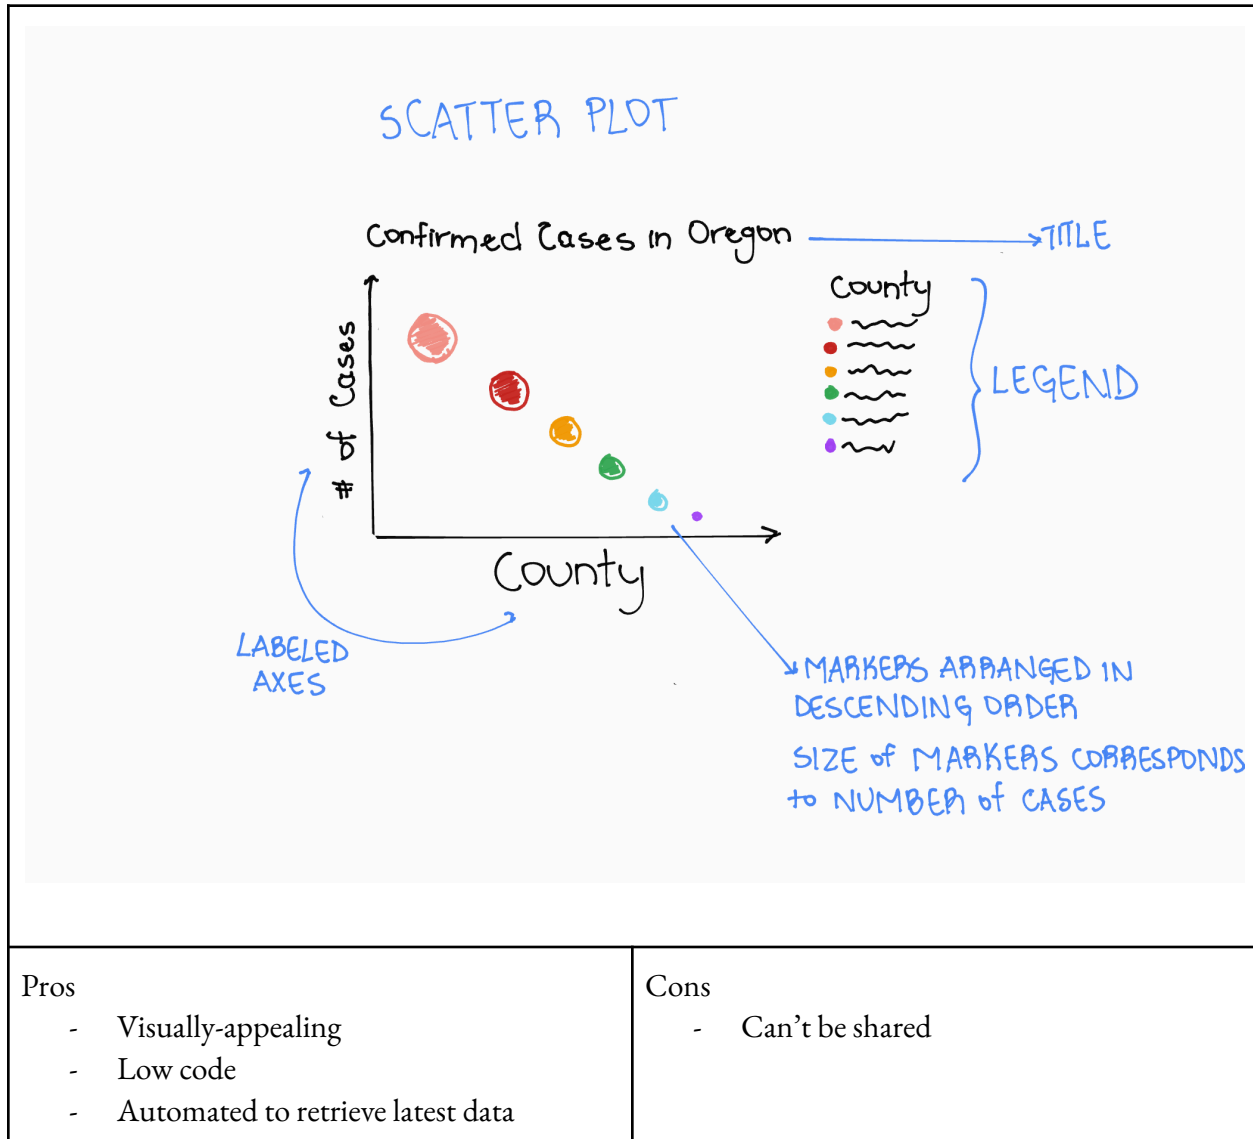 SCATTER PLOT
Confirmed Cases in Oregon
TITLE
County
LEGEND
# of Cases
County
LABELED
AXES
MARKERS ARRANGED IN
DESCENDING ORDER
SIZE of MARKERS CORRESPONDS
to NUMBER of CASES
Pros
- Visually-appealing
- Low code
- Automated to retrieve latest data
Cons
- Can’t be shared